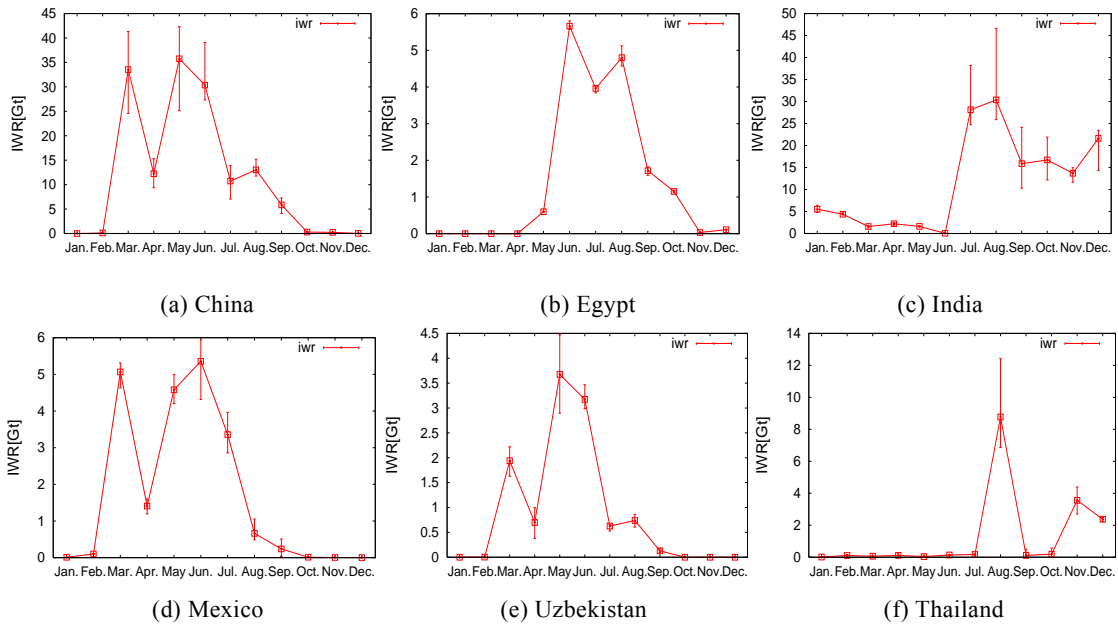 50
45
40
35
30
25
20
15
10
5
0
IWR[Gt]
iwr
Jan. Feb. Mar. Apr. May Jun. Jul. Aug. Sep. Oct. Nov. Dec.
(a) China
6
5
4
3
2
1
0
IWR[Gt]
iwr
Jan. Feb. Mar. Apr. May Jun. Jul. Aug. Sep. Oct. Nov. Dec.
(b) Egypt
50
45
40
35
30
25
20
15
10
5
0
IWR[Gt]
iwr
Jan. Feb. Mar. Apr. May Jun. Jul. Aug. Sep. Oct. Nov. Dec.
(c) India
6
5
4
3
2
1
0
IWR[Gt]
iwr
Jan. Feb. Mar. Apr. May Jun. Jul. Aug. Sep. Oct. Nov. Dec.
(d) Mexico
4.5
4
3.5
3
2.5
2
1.5
1
0.5
0
IWR[Gt]
iwr
Jan. Feb. Mar. Apr. May Jun. Jul. Aug. Sep. Oct. Nov. Dec.
(e) Uzbekistan
14
12
10
8
6
4
2
0
IWR[Gt]
iwr
Jan. Feb. Mar. Apr. May Jun. Jul. Aug. Sep. Oct. Nov. Dec.
(f) Thailand